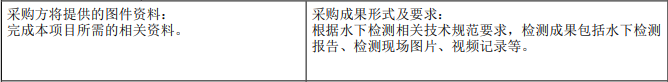 采购方将提供的图件资料：
完成本项目所需的相关资料。
采购成果形式及要求：
根据水下检测相关技术规范要求，检测成果包括水下检测
报告、检测现场图片、视频记录等。